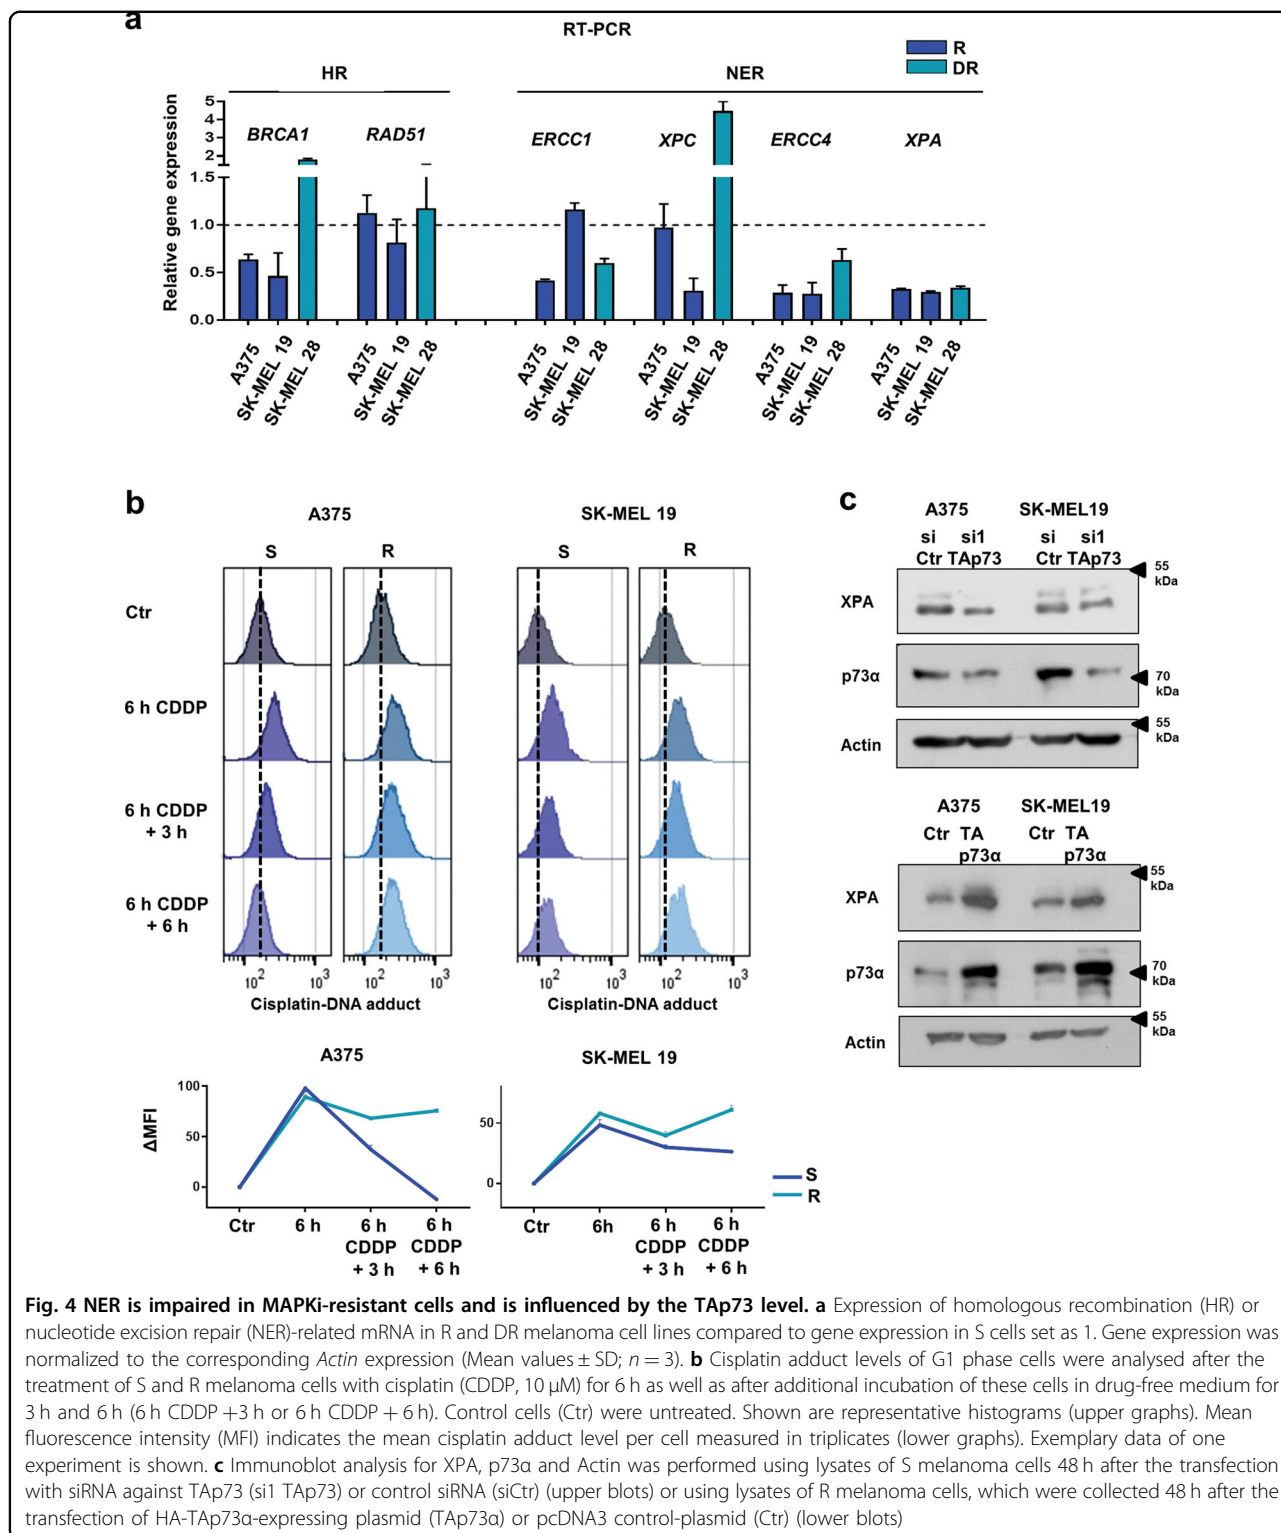 a
RT-PCR
R
DR
HR
NER
BRCA1
RAD51
ERCC1
XPC
ERCC4
XPA
Relative gene expression
5
4
3
2
1.5
1.0
0.5
0.0
A375
SK-MEL 19
SK-MEL 28
A375
SK-MEL 19
SK-MEL 28
A375
SK-MEL 19
SK-MEL 28
A375
SK-MEL 19
SK-MEL 28
A375
SK-MEL 19
SK-MEL 28
A375
SK-MEL 19
SK-MEL 28
b
A375
SK-MEL 19
S
R
S
R
Ctr
6 h CDDP
6 h CDDP
+ 3 h
6 h CDDP
+ 6 h
10²
10³
10²
10³
10²
10³
10²
10³
Cisplatin-DNA adduct
Cisplatin-DNA adduct
A375
SK-MEL 19
ΔMFI
100
50
0
50
0
S
R
Ctr
6 h
6 h
CDDP
+ 3 h
6 h
CDDP
+ 6 h
Ctr
6h
6 h
CDDP
+ 3 h
6 h
CDDP
+ 6 h
c
A375
SK-MEL19
si
Ctr
si1
TAp73
si
Ctr
si1
TAp73
XPA
55
kDa
p73α
70
kDa
Actin
55
kDa
A375
SK-MEL19
Ctr
TA
p73α
Ctr
TA
p73α
XPA
55
kDa
p73α
70
kDa
Actin
55
kDa
Fig. 4 NER is impaired in MAPKi-resistant cells and is influenced by the TAp73 level. a Expression of homologous recombination (HR) or
nucleotide excision repair (NER)-related mRNA in R and DR melanoma cell lines compared to gene expression in S cells set as 1. Gene expression was
normalized to the corresponding Actin expression (Mean values ± SD; n = 3). b Cisplatin adduct levels of G1 phase cells were analysed after the
treatment of S and R melanoma cells with cisplatin (CDDP, 10 μM) for 6 h as well as after additional incubation of these cells in drug-free medium for
3 h and 6 h (6 h CDDP +3 h or 6 h CDDP + 6 h). Control cells (Ctr) were untreated. Shown are representative histograms (upper graphs). Mean
fluorescence intensity (MFI) indicates the mean cisplatin adduct level per cell measured in triplicates (lower graphs). Exemplary data of one
experiment is shown. c Immunoblot analysis for XPA, p73α and Actin was performed using lysates of S melanoma cells 48 h after the transfection
with siRNA against TAp73 (si1 TAp73) or control siRNA (siCtr) (upper blots) or using lysates of R melanoma cells, which were collected 48 h after the
transfection of HA-TAp73α-expressing plasmid (TAp73α) or pcDNA3 control-plasmid (Ctr) (lower blots)